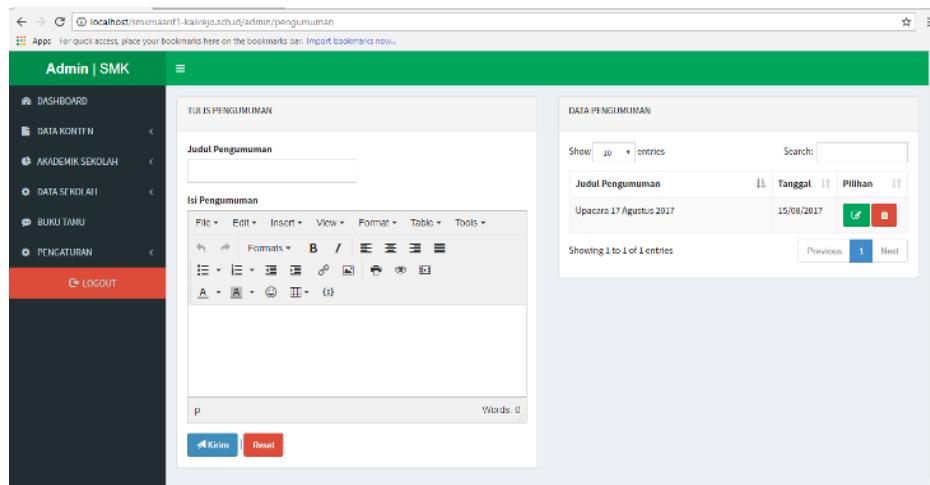 localhost/smkmaarif1-kalirejo.sch.id/admin/pengumuman
Apps For quick access, place your bookmarks here on the bookmarks bar. Import bookmarks now...
Admin | SMK
DASHBOARD
DATA KONTEN
AKADEMIK SEKOLAH
DATA SEKOLAH
BUKU TAMU
PENGATURAN
LOGOUT
TULIS PENGUMUMAN
Judul Pengumuman
Isi Pengumuman
File Edit Insert View Format Table Tools
Formats B I
A A
p Words: 0
Kirim | Reset
DATA PENGUMUMAN
Show 10 entries Search:
Judul Pengumuman Tanggal Pilihan
Upacara 17 Agustus 2017 15/08/2017
Showing 1 to 1 of 1 entries Previous 1 Next